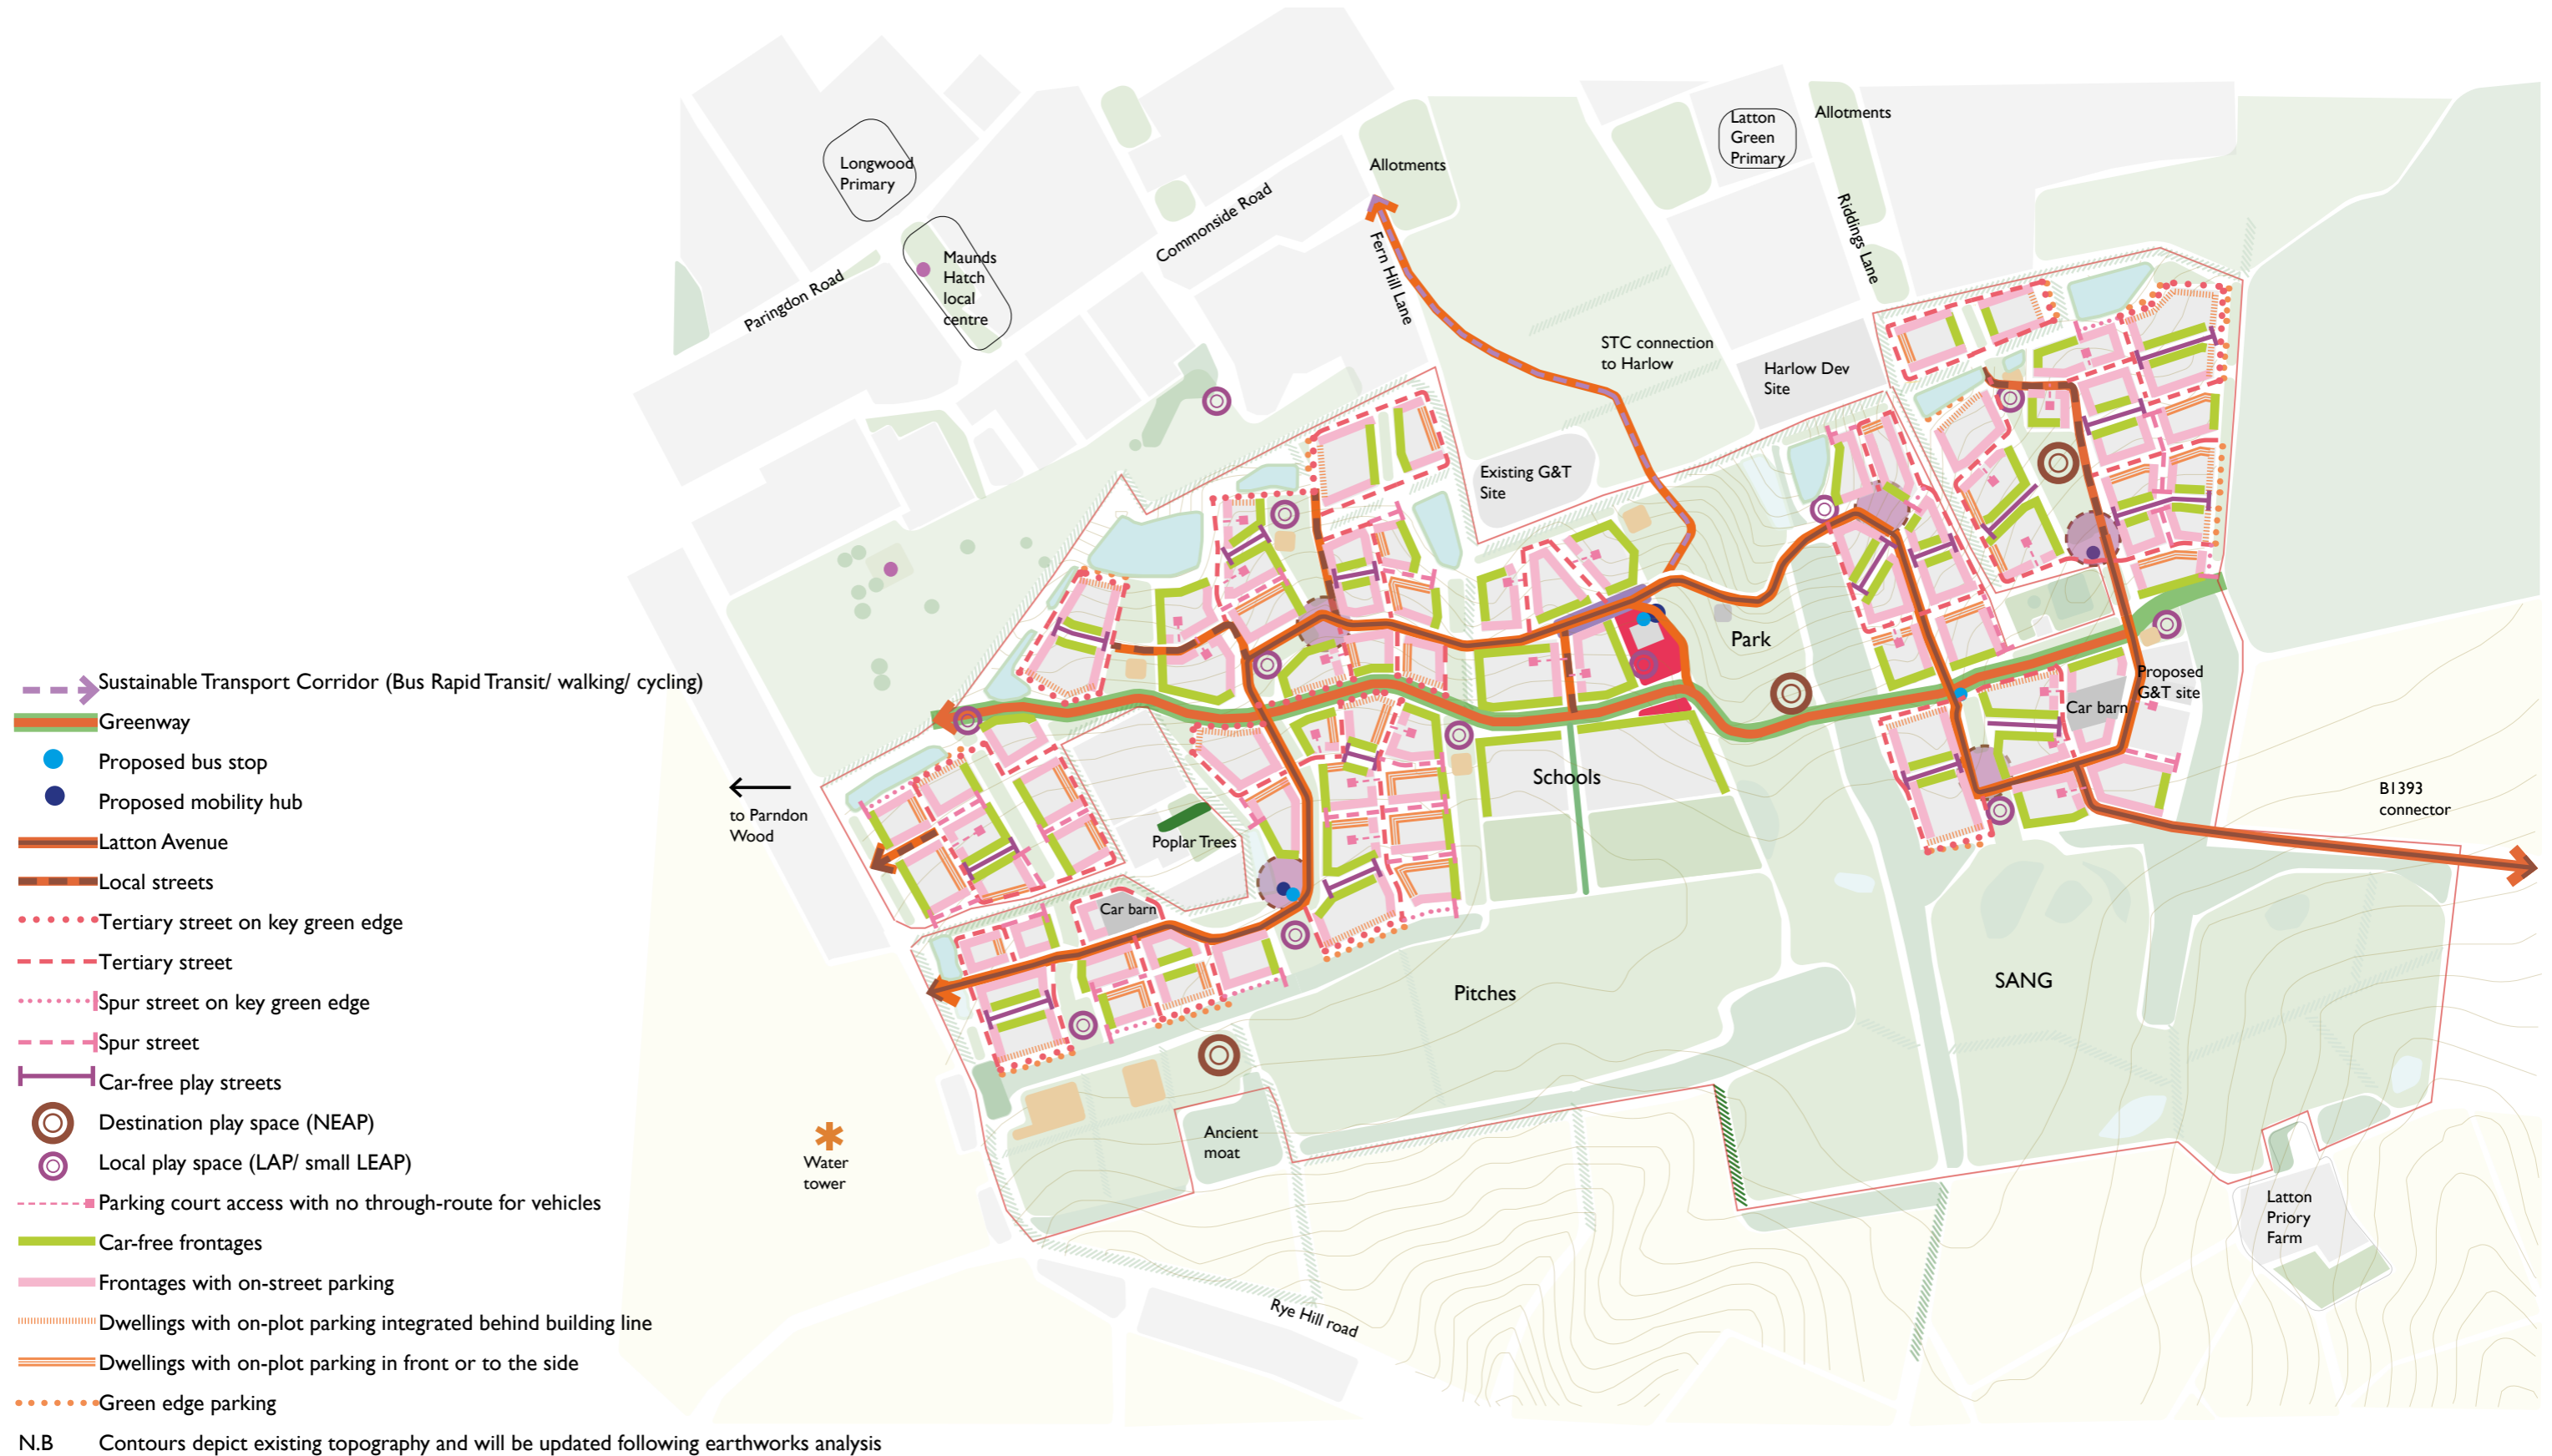 Allotments
Latton
Green
Primary
Longwood
Primary
Allotments
Commonside Road
Riddings Lane
Maunds
Hatch
local
centre
Paringdon Road
Fern Hill Lane
STC connection
to Harlow
Harlow Dev
Site
Existing G&T
Site
Park
Proposed
G&T site
Car barn
Schools
B1393
connector
to Parndon
Wood
Poplar Trees
Car barn
SANG
Pitches
Ancient
moat
Water
tower
Latton
Priory
Farm
Rye Hill road
Sustainable Transport Corridor (Bus Rapid Transit/ walking/ cycling)
Greenway
Proposed bus stop
Proposed mobility hub
Latton Avenue
Local streets
Tertiary street on key green edge
Tertiary street
Spur street on key green edge
Spur street
Car-free play streets
Destination play space (NEAP)
Local play space (LAP/ small LEAP)
Parking court access with no through-route for vehicles
Car-free frontages
Frontages with on-street parking
Dwellings with on-plot parking integrated behind building line
Dwellings with on-plot parking in front or to the side
Green edge parking
N.B Contours depict existing topography and will be updated following earthworks analysis